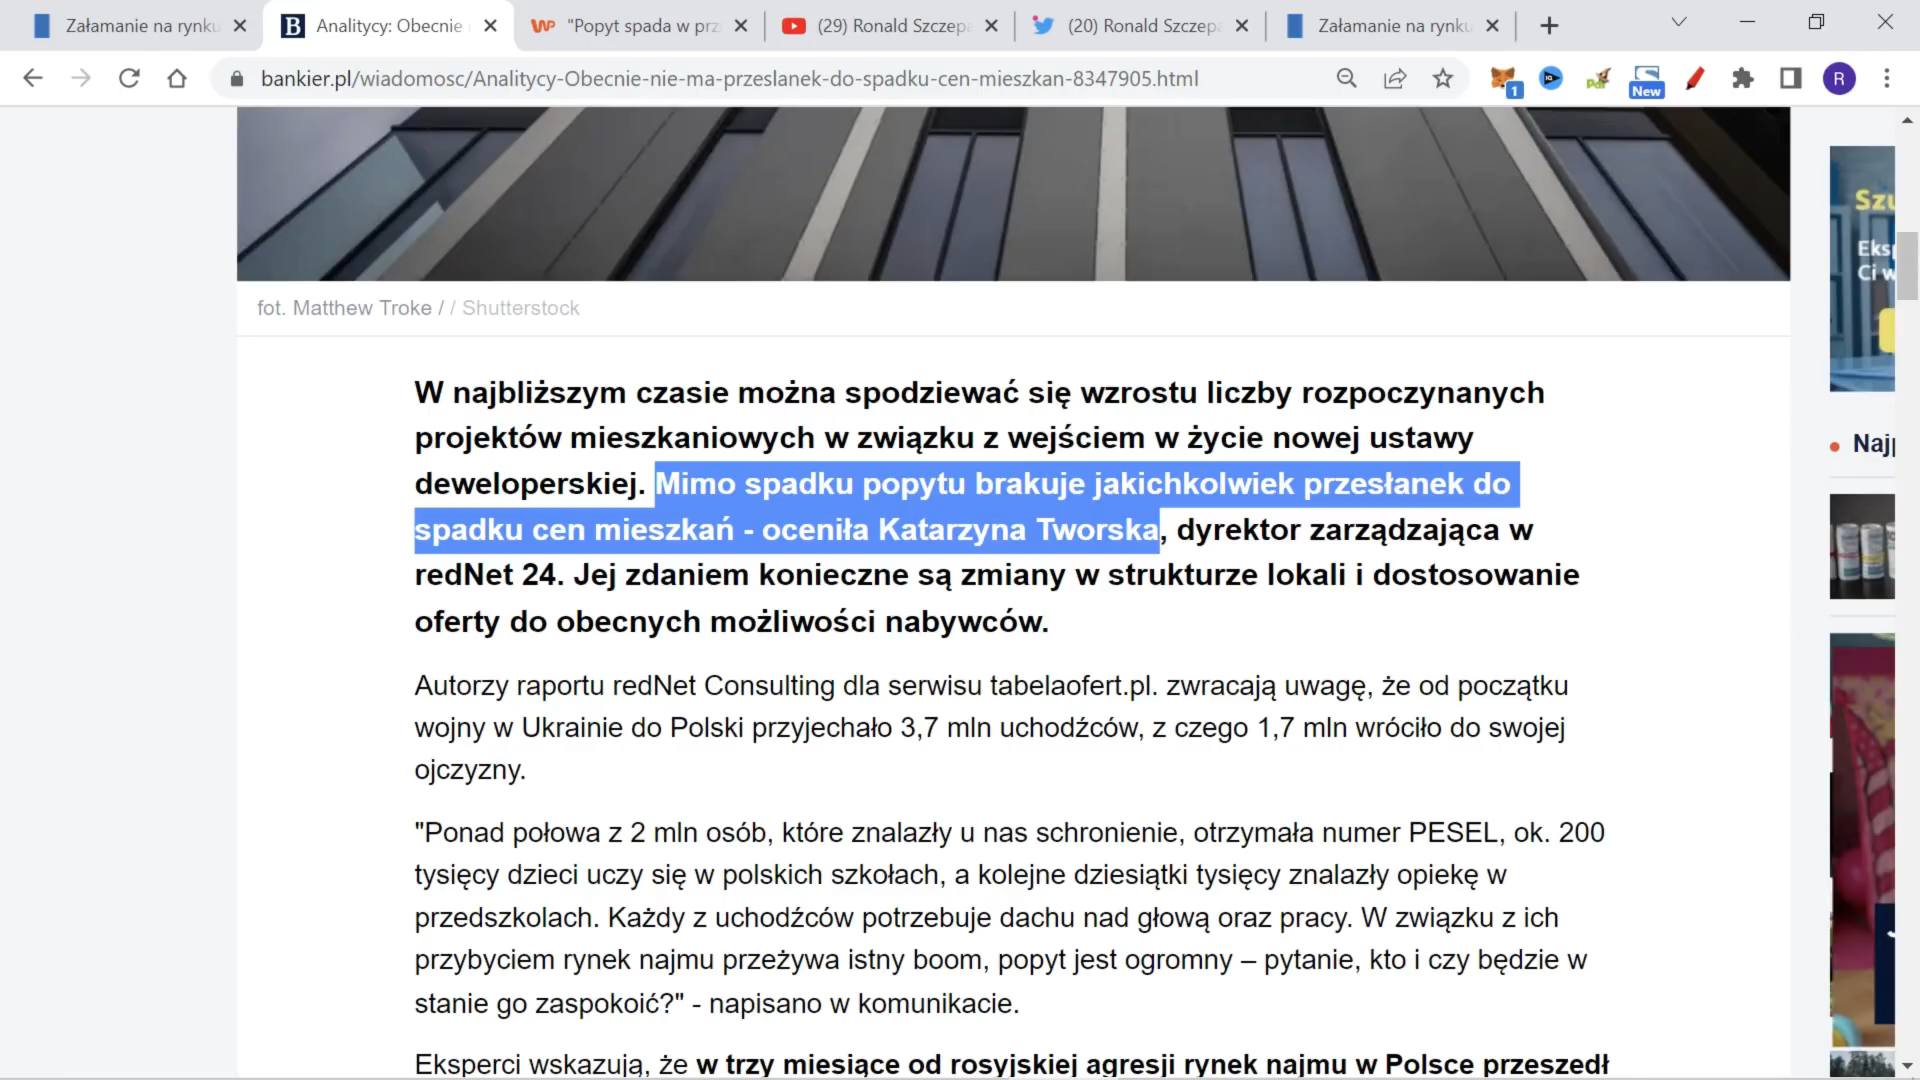 Załamanie na rynku
Analitycy: Obecnie
"Popyt spada w prz
(29) Ronald Szczepa
(20) Ronald Szczepa
Załamanie na rynku
bankier.pl/wiadomosc/Analitycy-Obecnie-nie-ma-przeslanek-do-spadku-cen-mieszkan-8347905.html
1
New
R
fot. Matthew Troke / / Shutterstock
W najbliższym czasie można spodziewać się wzrostu liczby rozpoczynanych
projektów mieszkaniowych w związku z wejściem w życie nowej ustawy
deweloperskiej. Mimo spadku popytu brakuje jakichkolwiek przesłanek do
spadku cen mieszkań - oceniła Katarzyna Tworska, dyrektor zarządzająca w
redNet 24. Jej zdaniem konieczne są zmiany w strukturze lokali i dostosowanie
oferty do obecnych możliwości nabywców.
Autorzy raportu redNet Consulting dla serwisu tabelaofert.pl. zwracają uwagę, że od początku
wojny w Ukrainie do Polski przyjechało 3,7 mln uchodźców, z czego 1,7 mln wróciło do swojej
ojczyzny.
"Ponad połowa z 2 mln osób, które znalazły u nas schronienie, otrzymała numer PESEL, ok. 200
tysięcy dzieci uczy się w polskich szkołach, a kolejne dziesiątki tysięcy znalazły opiekę w
przedszkolach. Każdy z uchodźców potrzebuje dachu nad głową oraz pracy. W związku z ich
przybyciem rynek najmu przeżywa istny boom, popyt jest ogromny – pytanie, kto i czy będzie w
stanie go zaspokoić?" - napisano w komunikacie.
Eksperci wskazują, że w trzy miesiące od rosyjskiej agresji rynek najmu w Polsce przeszedł
Szu
Eksp
Ci w
Najp